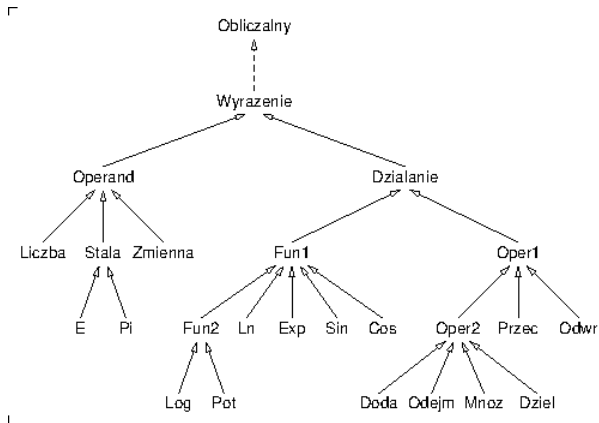 Obliczalny
Wyrazenie
Operand Dzialanie
Liczba Stala Zmienna Fun1 Oper1
E Pi Fun2 Ln Exp Sin Cos Oper2 Przec Odwr
Log Pot Doda Odejm Mnoz Dziel